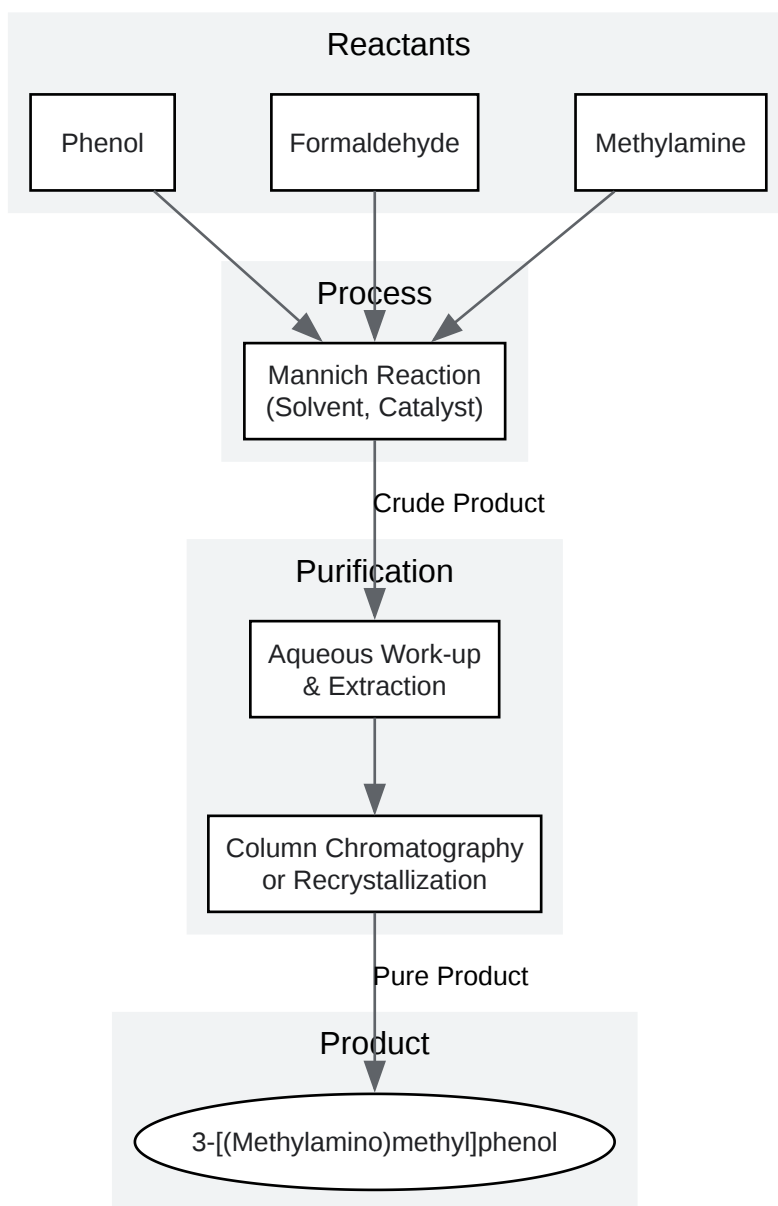 Reactants
Phenol
Formaldehyde
Methylamine
Process
Mannich Reaction
(Solvent, Catalyst)
Crude Product
Purification
Aqueous Work-up
& Extraction
Column Chromatography
or Recrystallization
Pure Product
Product
3-[(Methylamino)methyl]phenol